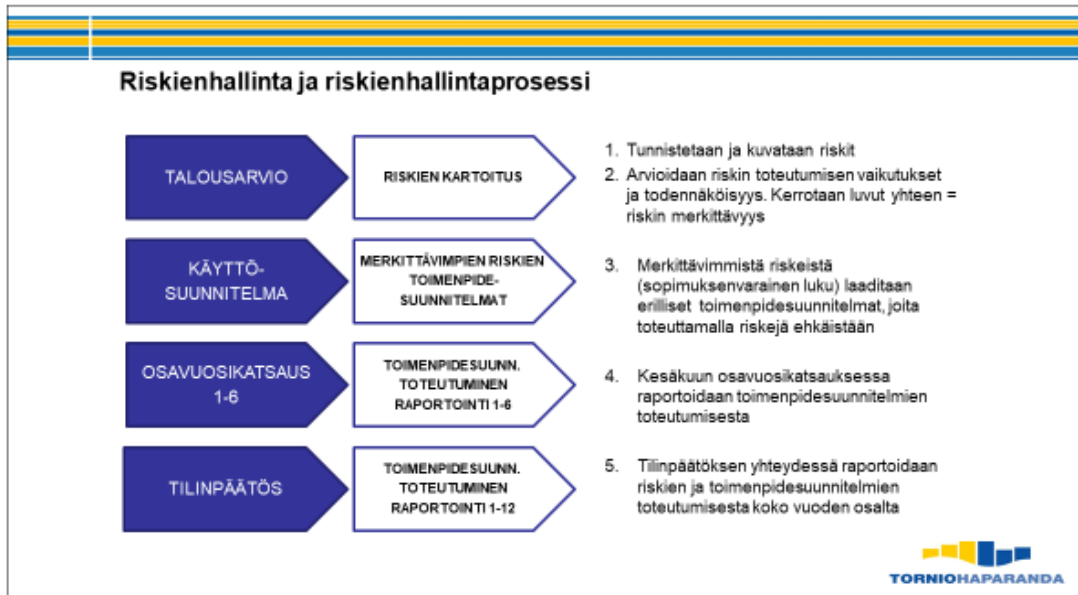 Riskienhallinta ja riskienhallintaprosessi
TALOUSARVIO
RISKIEN KARTOITUS
1. Tunnistetaan ja kuvataan riskit
2. Arvioidaan riskin toteutumisen vaikutukset
ja todennäköisyys. Kerrotaan luvut yhteen =
riskin merkittävyys
KÄYTTÖ-
SUUNNITELMA
MERKITTÄVIMPIEN RISKIEN
TOIMENPIDE-
SUUNNITELMAT
3. Merkittävimmistä riskeistä
(sopimuksenvarainen luku) laaditaan
erilliset toimenpidesuunnitelmat, joita
toteuttamalla riskejä ehkäistään
OSAVUOSIKATSAUS
1-6
TOIMENPIDESUUNN.
TOTEUTUMINEN
RAPORTOINTI 1-6
4. Kesäkuun osavuosikatsauksessa
raportoidaan toimenpidesuunnitelmien
toteutumisesta
TILINPÄÄTÖS
TOIMENPIDESUUNN.
TOTEUTUMINEN
RAPORTOINTI 1-12
5. Tilinpäätöksen yhteydessä raportoidaan
riskien ja toimenpidesuunnitelmien
toteutumisesta koko vuoden osalta
TORNIOHAPARANDA